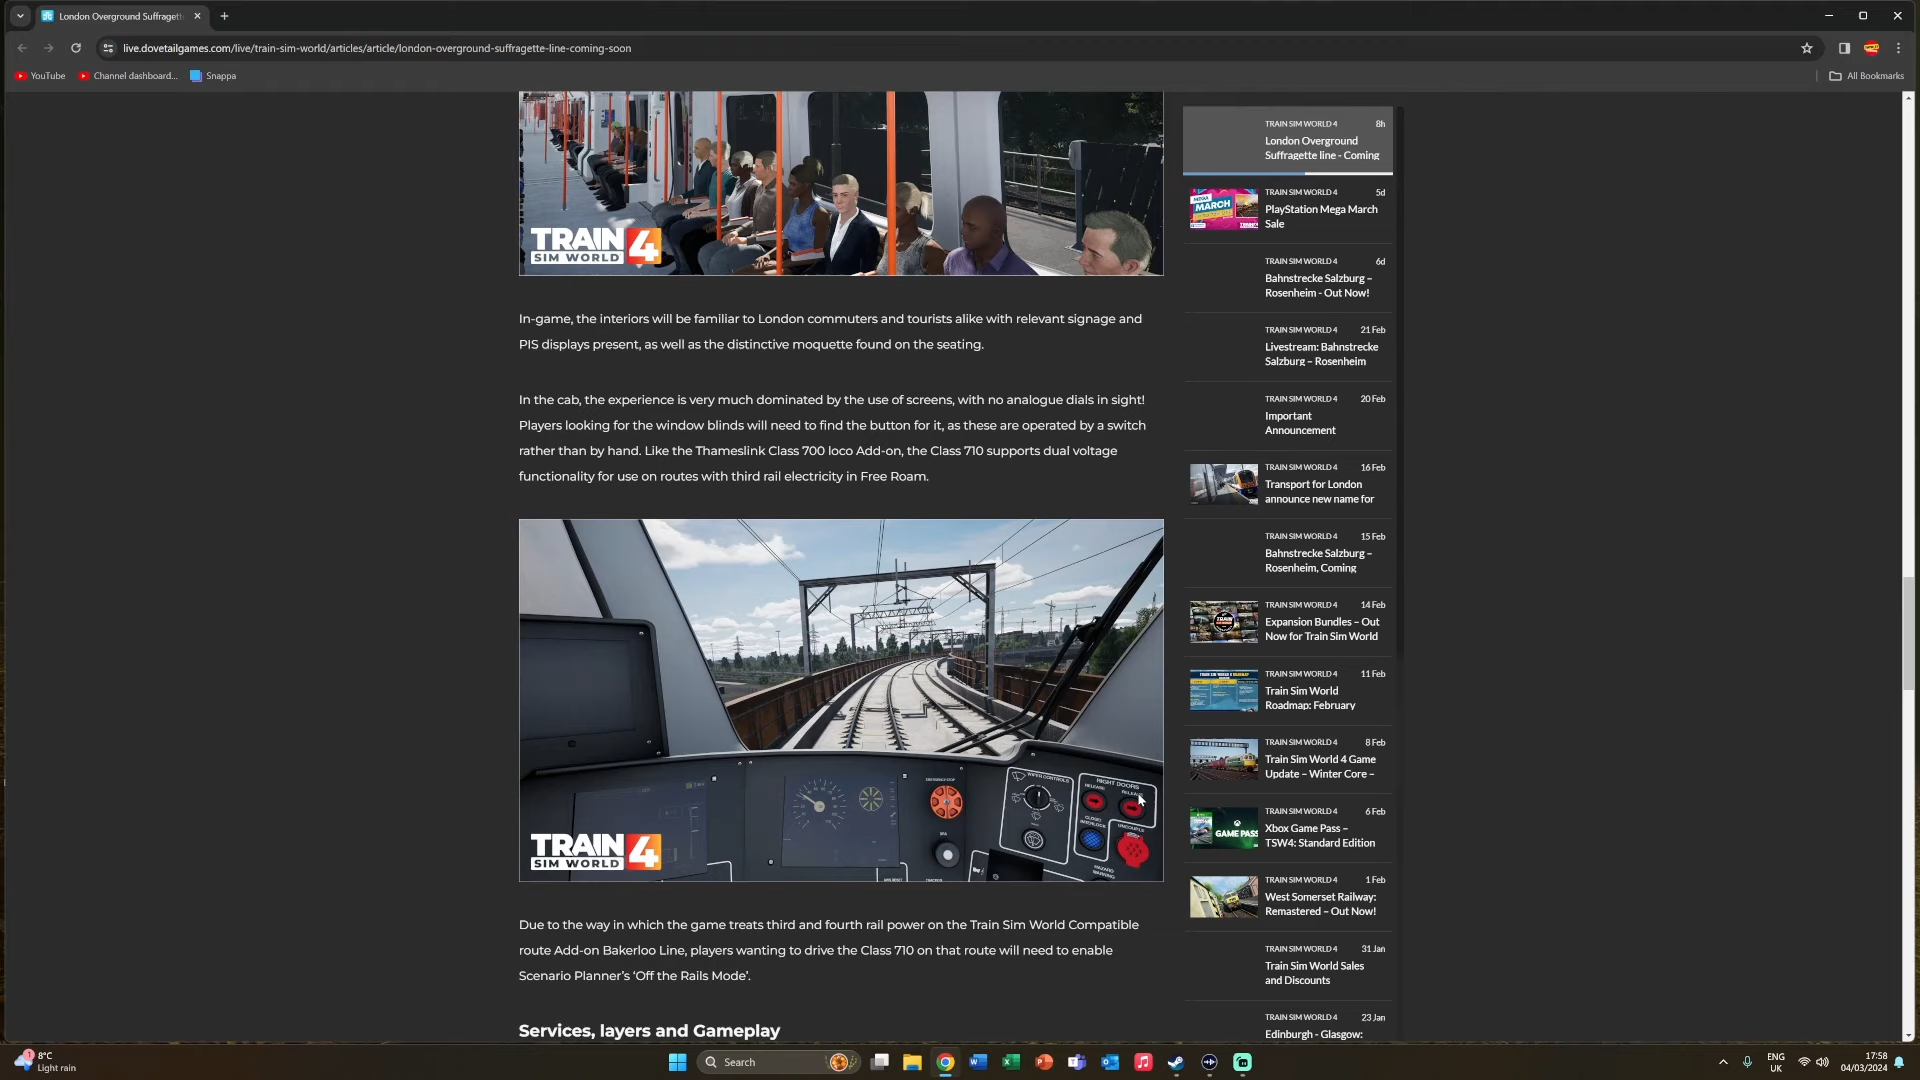 London Overground Suffragett
live.dovetailgames.com/live/train-sim-world/articles/article/london-overground-suffragette-line-coming-soon
YouTube
Channel dashboard...
Snappa
All Bookmarks
TRAIN 4
SIM WORLD
In-game, the interiors will be familiar to London commuters and tourists alike with relevant signage and
PIS displays present, as well as the distinctive moquette found on the seating.
In the cab, the experience is very much dominated by the use of screens, with no analogue dials in sight!
Players looking for the window blinds will need to find the button for it, as these are operated by a switch
rather than by hand. Like the Thameslink Class 700 loco Add-on, the Class 710 supports dual voltage
functionality for use on routes with third rail electricity in Free Roam.
EMERGENCY STOP
WIPER CONTROLS
RIGHT DOORS
RELEASE
RELEASE
CLOSE/
INTERLOCK
UNCOUPLE
HAZARD
WARNING
TRAIN 4
SIM WORLD
Due to the way in which the game treats third and fourth rail power on the Train Sim World Compatible
route Add-on Bakerloo Line, players wanting to drive the Class 710 on that route will need to enable
Scenario Planner's ‘Off the Rails Mode’.
Services, layers and Gameplay
TRAIN SIM WORLD 4 8h
London Overground
Suffragette line - Coming
TRAIN SIM WORLD 4 5d
PlayStation Mega March
Sale
MEGA
MARCH
TRAIN SIM WORLD 4 6d
Bahnstrecke Salzburg –
Rosenheim - Out Now!
TRAIN SIM WORLD 4 21 Feb
Livestream: Bahnstrecke
Salzburg – Rosenheim
TRAIN SIM WORLD 4 20 Feb
Important
Announcement
TRAIN SIM WORLD 4 16 Feb
Transport for London
announce new name for
TRAIN SIM WORLD 4 15 Feb
Bahnstrecke Salzburg –
Rosenheim, Coming
TRAIN SIM WORLD 4 14 Feb
Expansion Bundles – Out
Now for Train Sim World
TRAIN SIM WORLD 4 11 Feb
Train Sim World
Roadmap: February
TRAIN SIM WORLD 4 8 Feb
Train Sim World 4 Game
Update – Winter Core –
TRAIN SIM WORLD 4 6 Feb
Xbox Game Pass –
TSW4: Standard Edition
GAME PASS
TRAIN SIM WORLD 4 1 Feb
West Somerset Railway:
Remastered – Out Now!
TRAIN SIM WORLD 4 31 Jan
Train Sim World Sales
and Discounts
TRAIN SIM WORLD 4 23 Jan
Edinburgh - Glasgow:
1
8°C
Light rain
Search
ENG
UK
17:58
04/03/2024